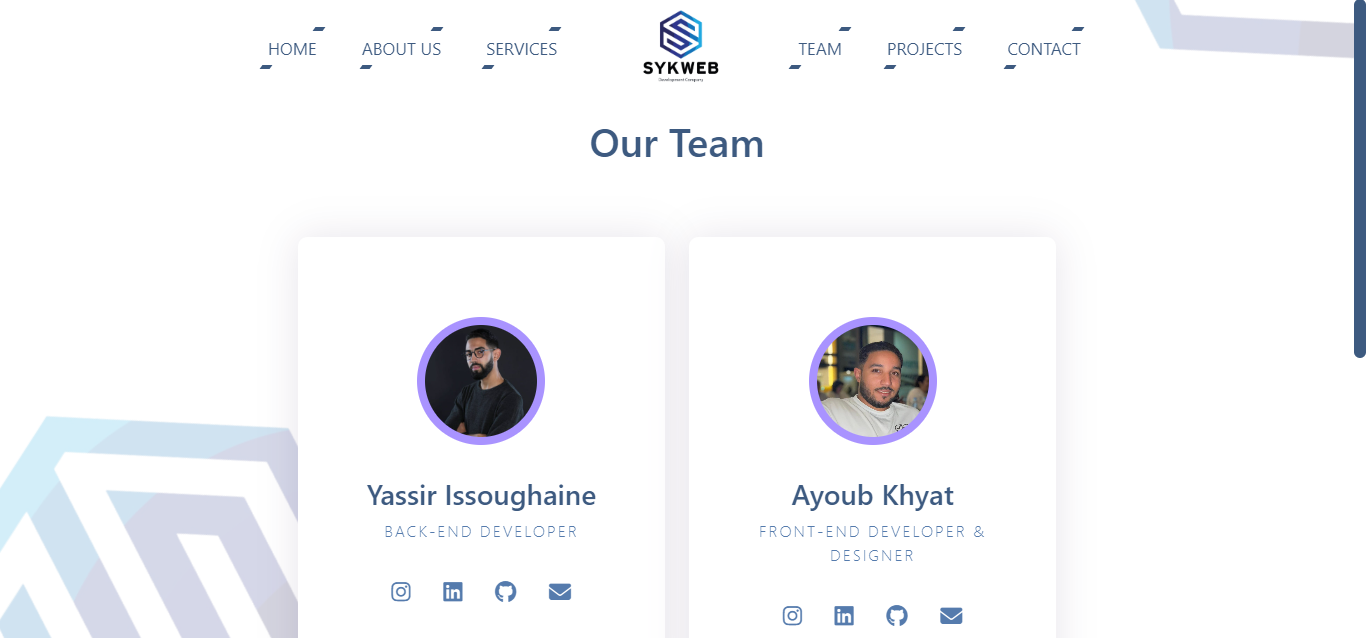 HOME
ABOUT US
SERVICES
SYKWEB
Development Company
TEAM
PROJECTS
CONTACT
Our Team
Yassir Issoughaine
BACK-END DEVELOPER
Ayoub Khyat
FRONT-END DEVELOPER &
DESIGNER